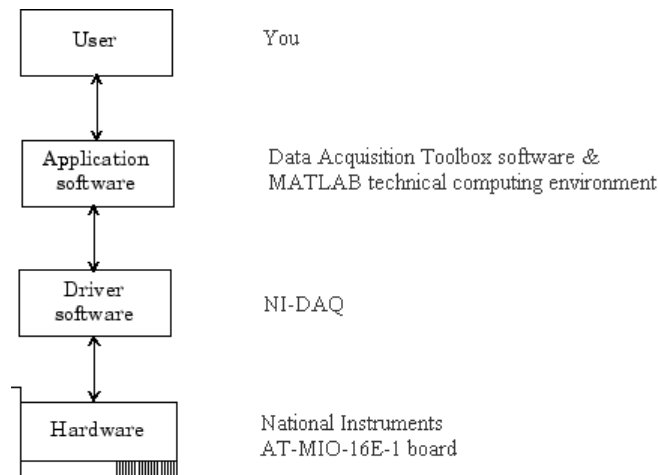 User
You
Application
software
Data Acquisition Toolbox software &
MATLAB technical computing environment
Driver
software
NI-DAQ
Hardware
National Instruments
AT-MIO-16E-1 board